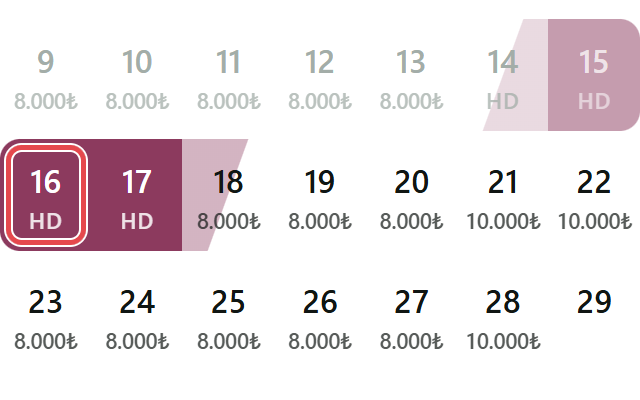 9 10 11 12 13 14 15
8.000₺ 8.000₺ 8.000₺ 8.000₺ 8.000₺ HD HD
16 17 18 19 20 21 22
HD HD 8.000₺ 8.000₺ 8.000₺ 10.000₺ 10.000₺
23 24 25 26 27 28 29
8.000₺ 8.000₺ 8.000₺ 8.000₺ 8.000₺ 10.000₺